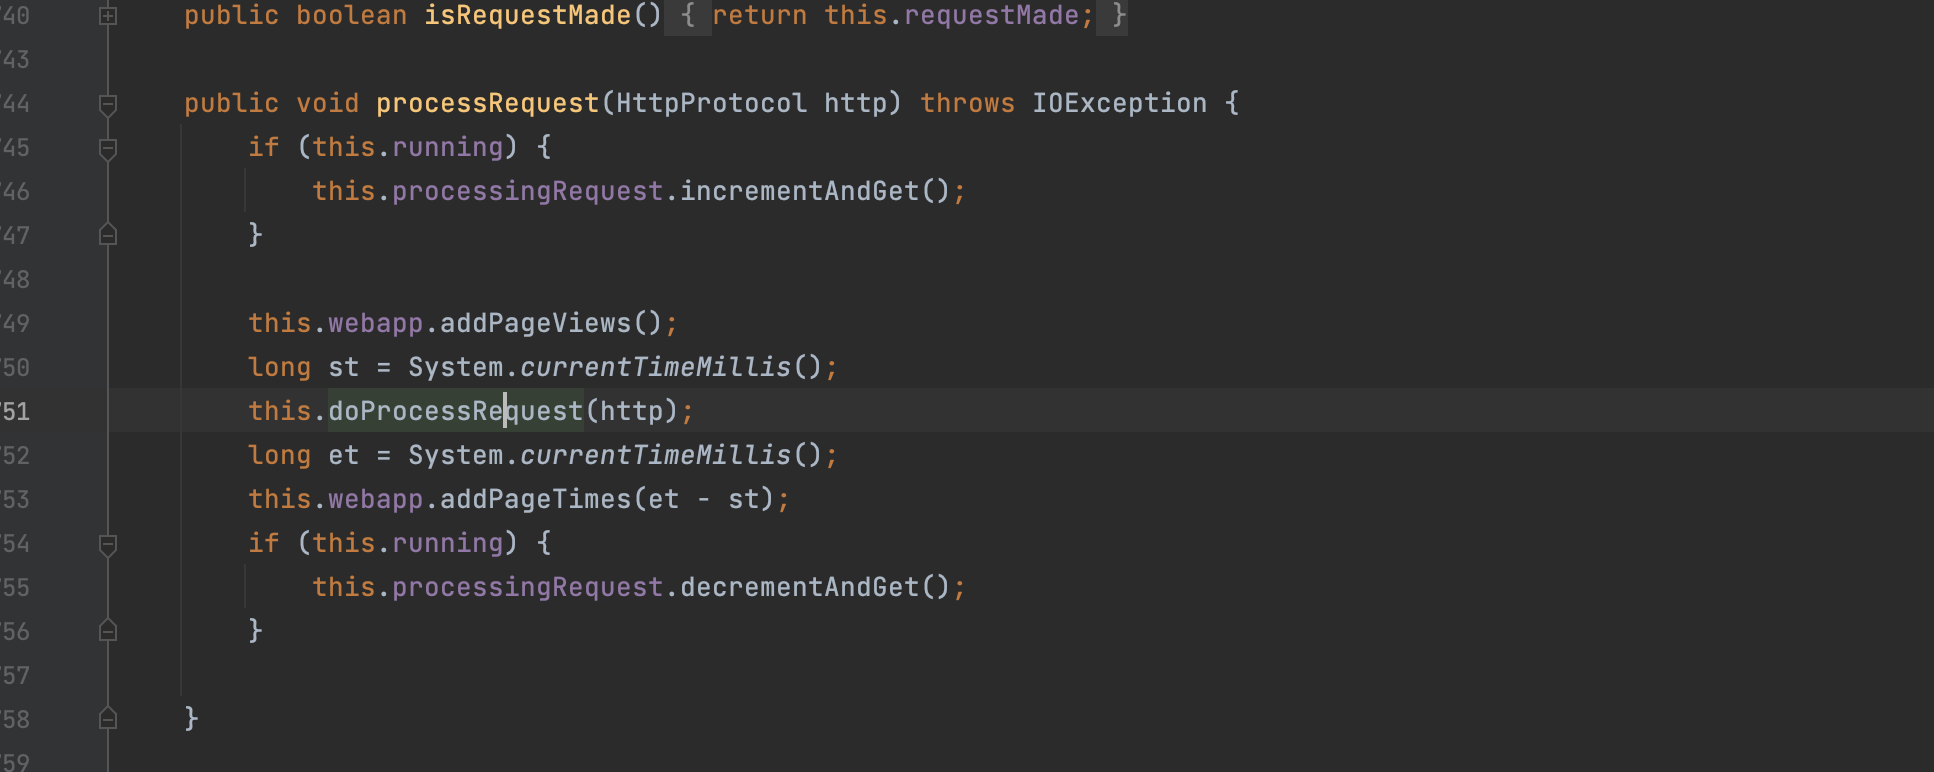 740 public boolean isRequestMade() { return this.requestMade; }
743
744 public void processRequest(HttpProtocol http) throws IOException {
745 if (this.running) {
746 this.processingRequest.incrementAndGet();
747 }
748
749 this.webapp.addPageViews();
750 long st = System.currentTimeMillis();
751 this.doProcessRequest(http);
752 long et = System.currentTimeMillis();
753 this.webapp.addPageTimes(et - st);
754 if (this.running) {
755 this.processingRequest.decrementAndGet();
756 }
757
758 }
759